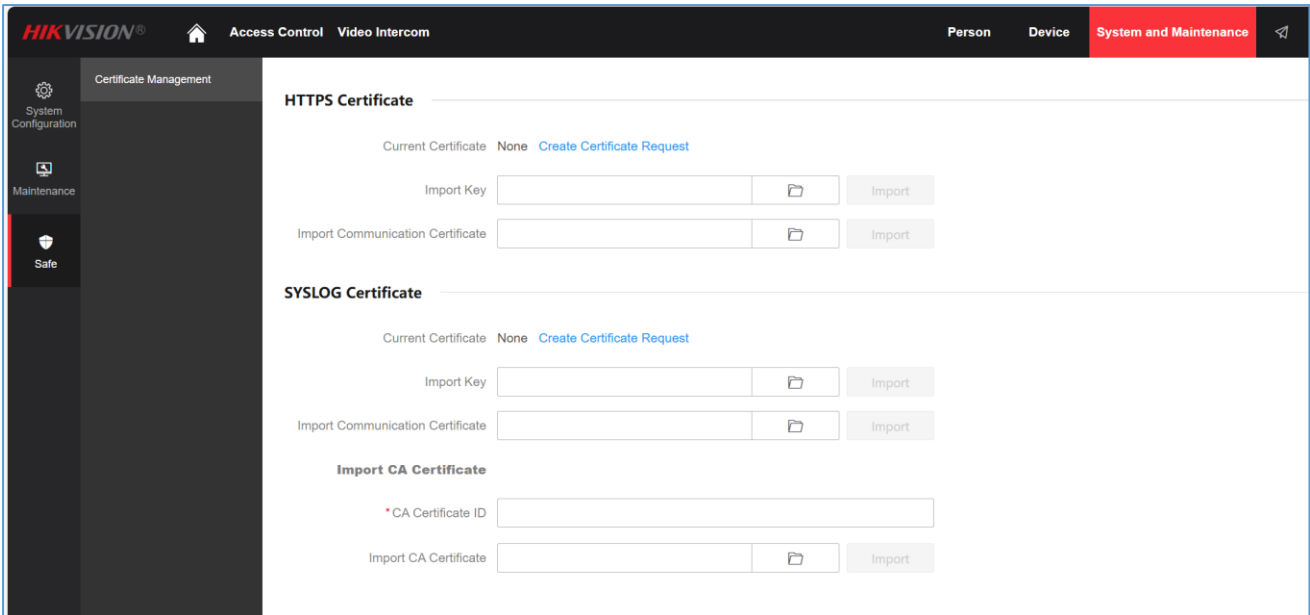 HIKVISION® Access Control Video Intercom Person Device System and Maintenance
System
Configuration
Maintenance
Safe
Certificate Management
HTTPS Certificate
Current Certificate None Create Certificate Request
Import Key Import
Import Communication Certificate Import
SYSLOG Certificate
Current Certificate None Create Certificate Request
Import Key Import
Import Communication Certificate Import
Import CA Certificate
*CA Certificate ID
Import CA Certificate Import